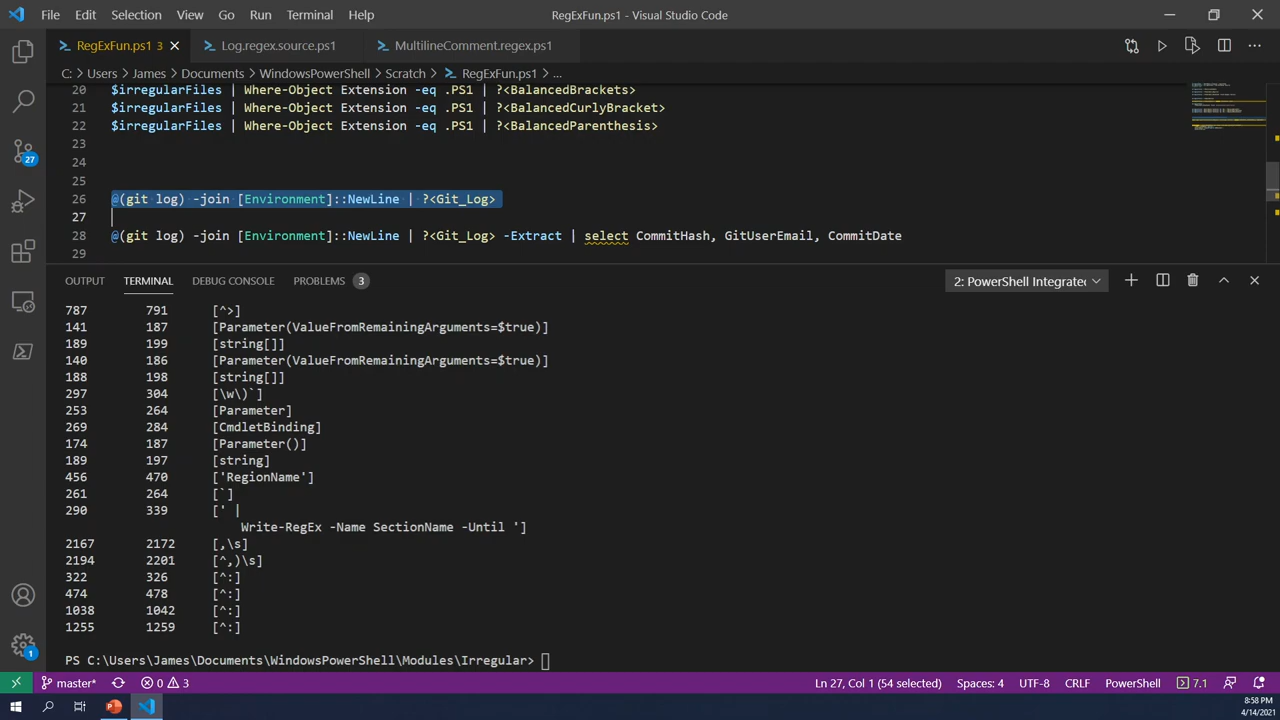 File Edit Selection View Go Run Terminal Help RegExFun.ps1 - Visual Studio Code
RegExFun.ps1 3 Log.regex.source.ps1 MultilineComment.regex.ps1
C: > Users > James > Documents > WindowsPowerShell > Scratch > RegExFun.ps1 > ...
20 $irregularFiles | Where-Object Extension -eq .PS1 | ?<BalancedBrackets>
21 $irregularFiles | Where-Object Extension -eq .PS1 | ?<BalancedCurlyBracket>
22 $irregularFiles | Where-Object Extension -eq .PS1 | ?<BalancedParenthesis>
23
24
25
26 @(git log) -join [Environment]::NewLine | ?<Git_Log>
27
28 @(git log) -join [Environment]::NewLine | ?<Git_Log> -Extract | select CommitHash, GitUserEmail, CommitDate
29
27
OUTPUT TERMINAL DEBUG CONSOLE PROBLEMS 3 2: PowerShell Integrated
787 791 [^>]
141 187 [Parameter(ValueFromRemainingArguments=$true)]
189 199 [string[]]
140 186 [Parameter(ValueFromRemainingArguments=$true)]
188 198 [string[]]
297 304 [\w\)`]
253 264 [Parameter]
269 284 [CmdletBinding]
174 187 [Parameter()]
189 197 [string]
456 470 ['RegionName']
261 264 [`]
290 339 [' |
Write-RegEx -Name SectionName -Until ']
2167 2172 [,\s]
2194 2201 [^,)\s]
322 326 [^:]
474 478 [^:]
1038 1042 [^:]
1255 1259 [^:]
PS C:\Users\James\Documents\WindowsPowerShell\Modules\Irregular>
1
master* 0 3 Ln 27, Col 1 (54 selected) Spaces: 4 UTF-8 CRLF PowerShell 7.1
8:58 PM
4/14/2021